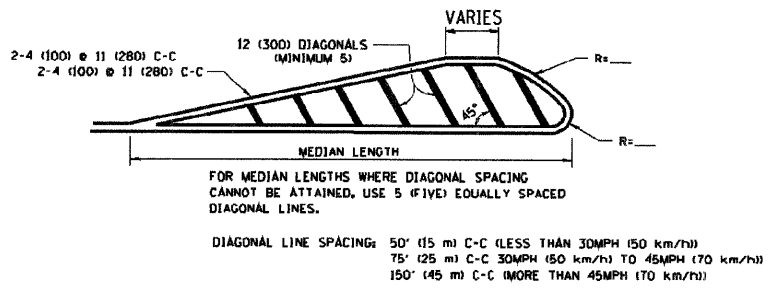 VARIES
12 (300) DIAGONALS
(MINIMUM 5)
2-4 (100) @ 11 (280) C-C
2-4 (100) @ 11 (280) C-C
R=___
45°
R=___
MEDIAN LENGTH
FOR MEDIAN LENGTHS WHERE DIAGONAL SPACING
CANNOT BE ATTAINED, USE 5 (FIVE) EQUALLY SPACED
DIAGONAL LINES.
DIAGONAL LINE SPACING: 50' (15 m) C-C (LESS THAN 30MPH (50 km/h))
75' (25 m) C-C 30MPH (50 km/h) TO 45MPH (70 km/h))
150' (45 m) C-C (MORE THAN 45MPH (70 km/h))